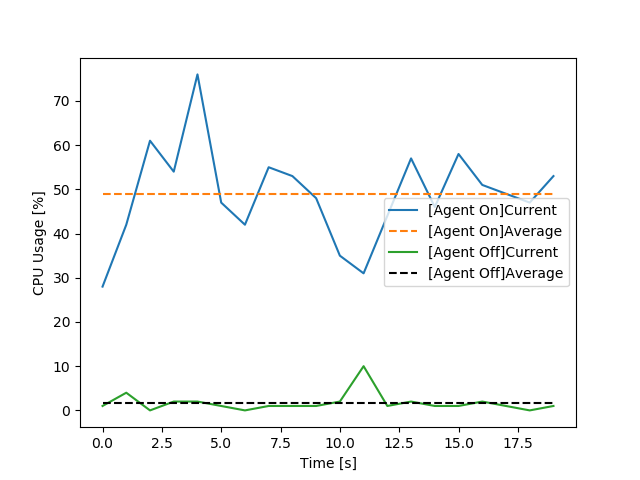 CPU Usage [%]
70
60
50
40
30
20
10
0
[Agent On]Current
[Agent On]Average
[Agent Off]Current
[Agent Off]Average
0.0 2.5 5.0 7.5 10.0 12.5 15.0 17.5
Time [s]